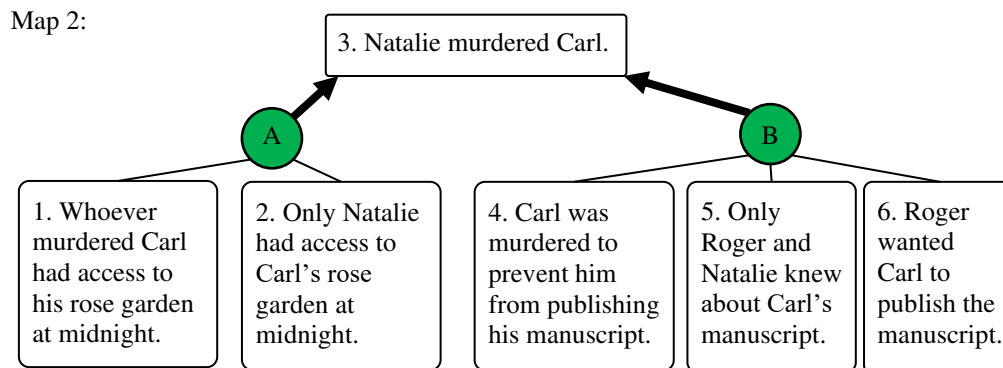 Map 2:
3. Natalie murdered Carl.
A
B
1. Whoever
murdered Carl
had access to
his rose garden
at midnight.
2. Only Natalie
had access to
Carl's rose
garden at
midnight.
4. Carl was
murdered to
prevent him
from publishing
his manuscript.
5. Only
Roger and
Natalie knew
about Carl's
manuscript.
6. Roger
wanted
Carl to
publish the
manuscript.